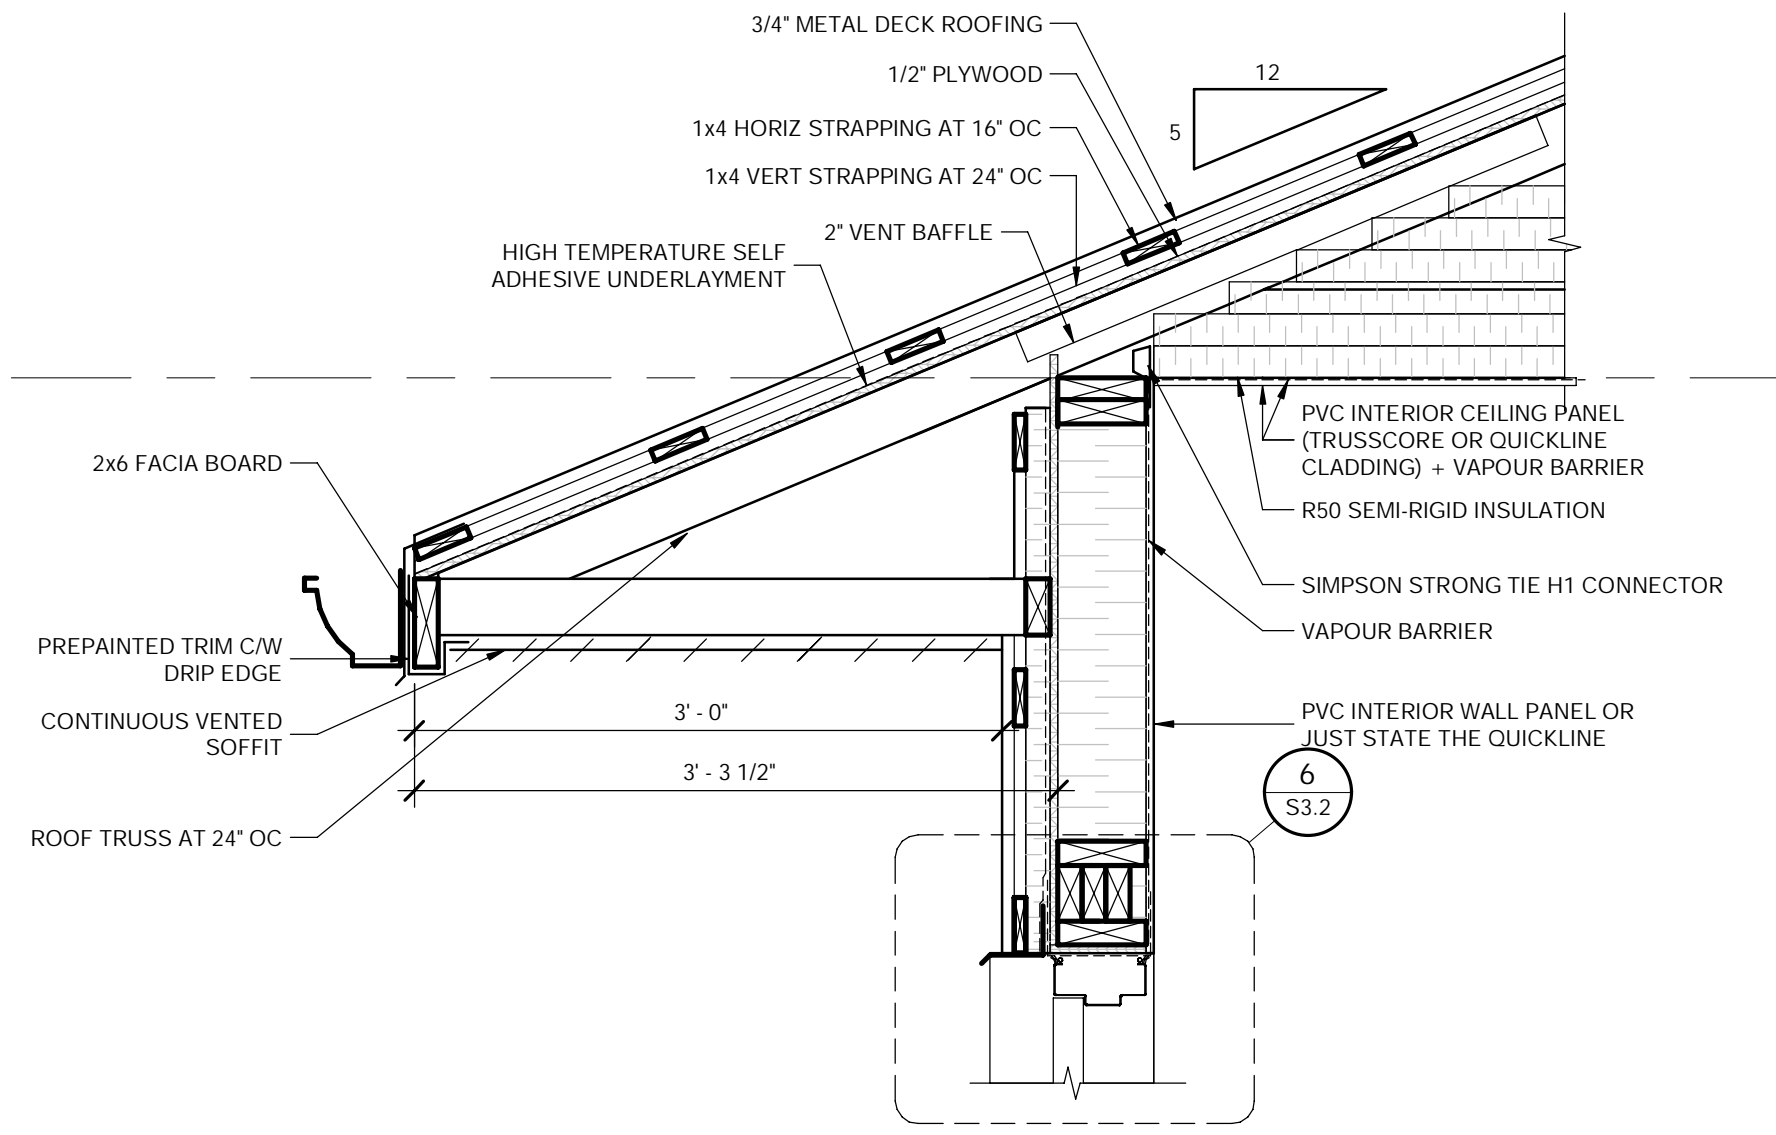 3/4" METAL DECK ROOFING
1/2" PLYWOOD
1x4 HORIZ STRAPPING AT 16" OC
1x4 VERT STRAPPING AT 24" OC
2" VENT BAFFLE
HIGH TEMPERATURE SELF
ADHESIVE UNDERLAYMENT
12
5
2x6 FACIA BOARD
PREPAINTED TRIM C/W
DRIP EDGE
CONTINUOUS VENTED
SOFFIT
ROOF TRUSS AT 24" OC
3' - 0"
3' - 3 1/2"
PVC INTERIOR CEILING PANEL
(TRUSSCORE OR QUICKLINE
CLADDING) + VAPOUR BARRIER
R50 SEMI-RIGID INSULATION
SIMPSON STRONG TIE H1 CONNECTOR
VAPOUR BARRIER
PVC INTERIOR WALL PANEL OR
JUST STATE THE QUICKLINE
6
S3.2